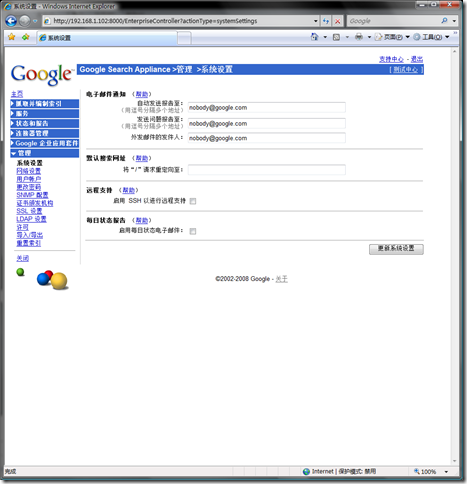 系统设置 - Windows Internet Explorer
http://192.168.1.102:8000/EnterpriseController?actionType=systemSettings
Google
系统设置
页面(P)
工具(O)
支持中心 - 退出
Google
Google Search Appliance >管理 >系统设置
[ 测试中心 ]
主页
抓取并编制索引
服务
状态和报告
连接器管理
Google 企业应用套件
管理
系统设置
网络设置
用户帐户
更改密码
SNMP 配置
证书颁发机构
SSL 设置
LDAP 设置
许可
导入/导出
重置索引
关闭
电子邮件通知 （帮助）
自动发送报告至:
（用逗号分隔多个地址）
nobody@google.com
发送问题报告至:
（用逗号分隔多个地址）
nobody@google.com
外发邮件的发件人:
nobody@google.com
默认搜索网址 （帮助）
将 “/” 请求重定向至:
远程支持 （帮助）
启用 SSH 以进行远程支持
每日状态报告 （帮助）
启用每日状态电子邮件:
更新系统设置
©2002-2008 Google - 关于
完成
Internet | 保护模式: 禁用
100%